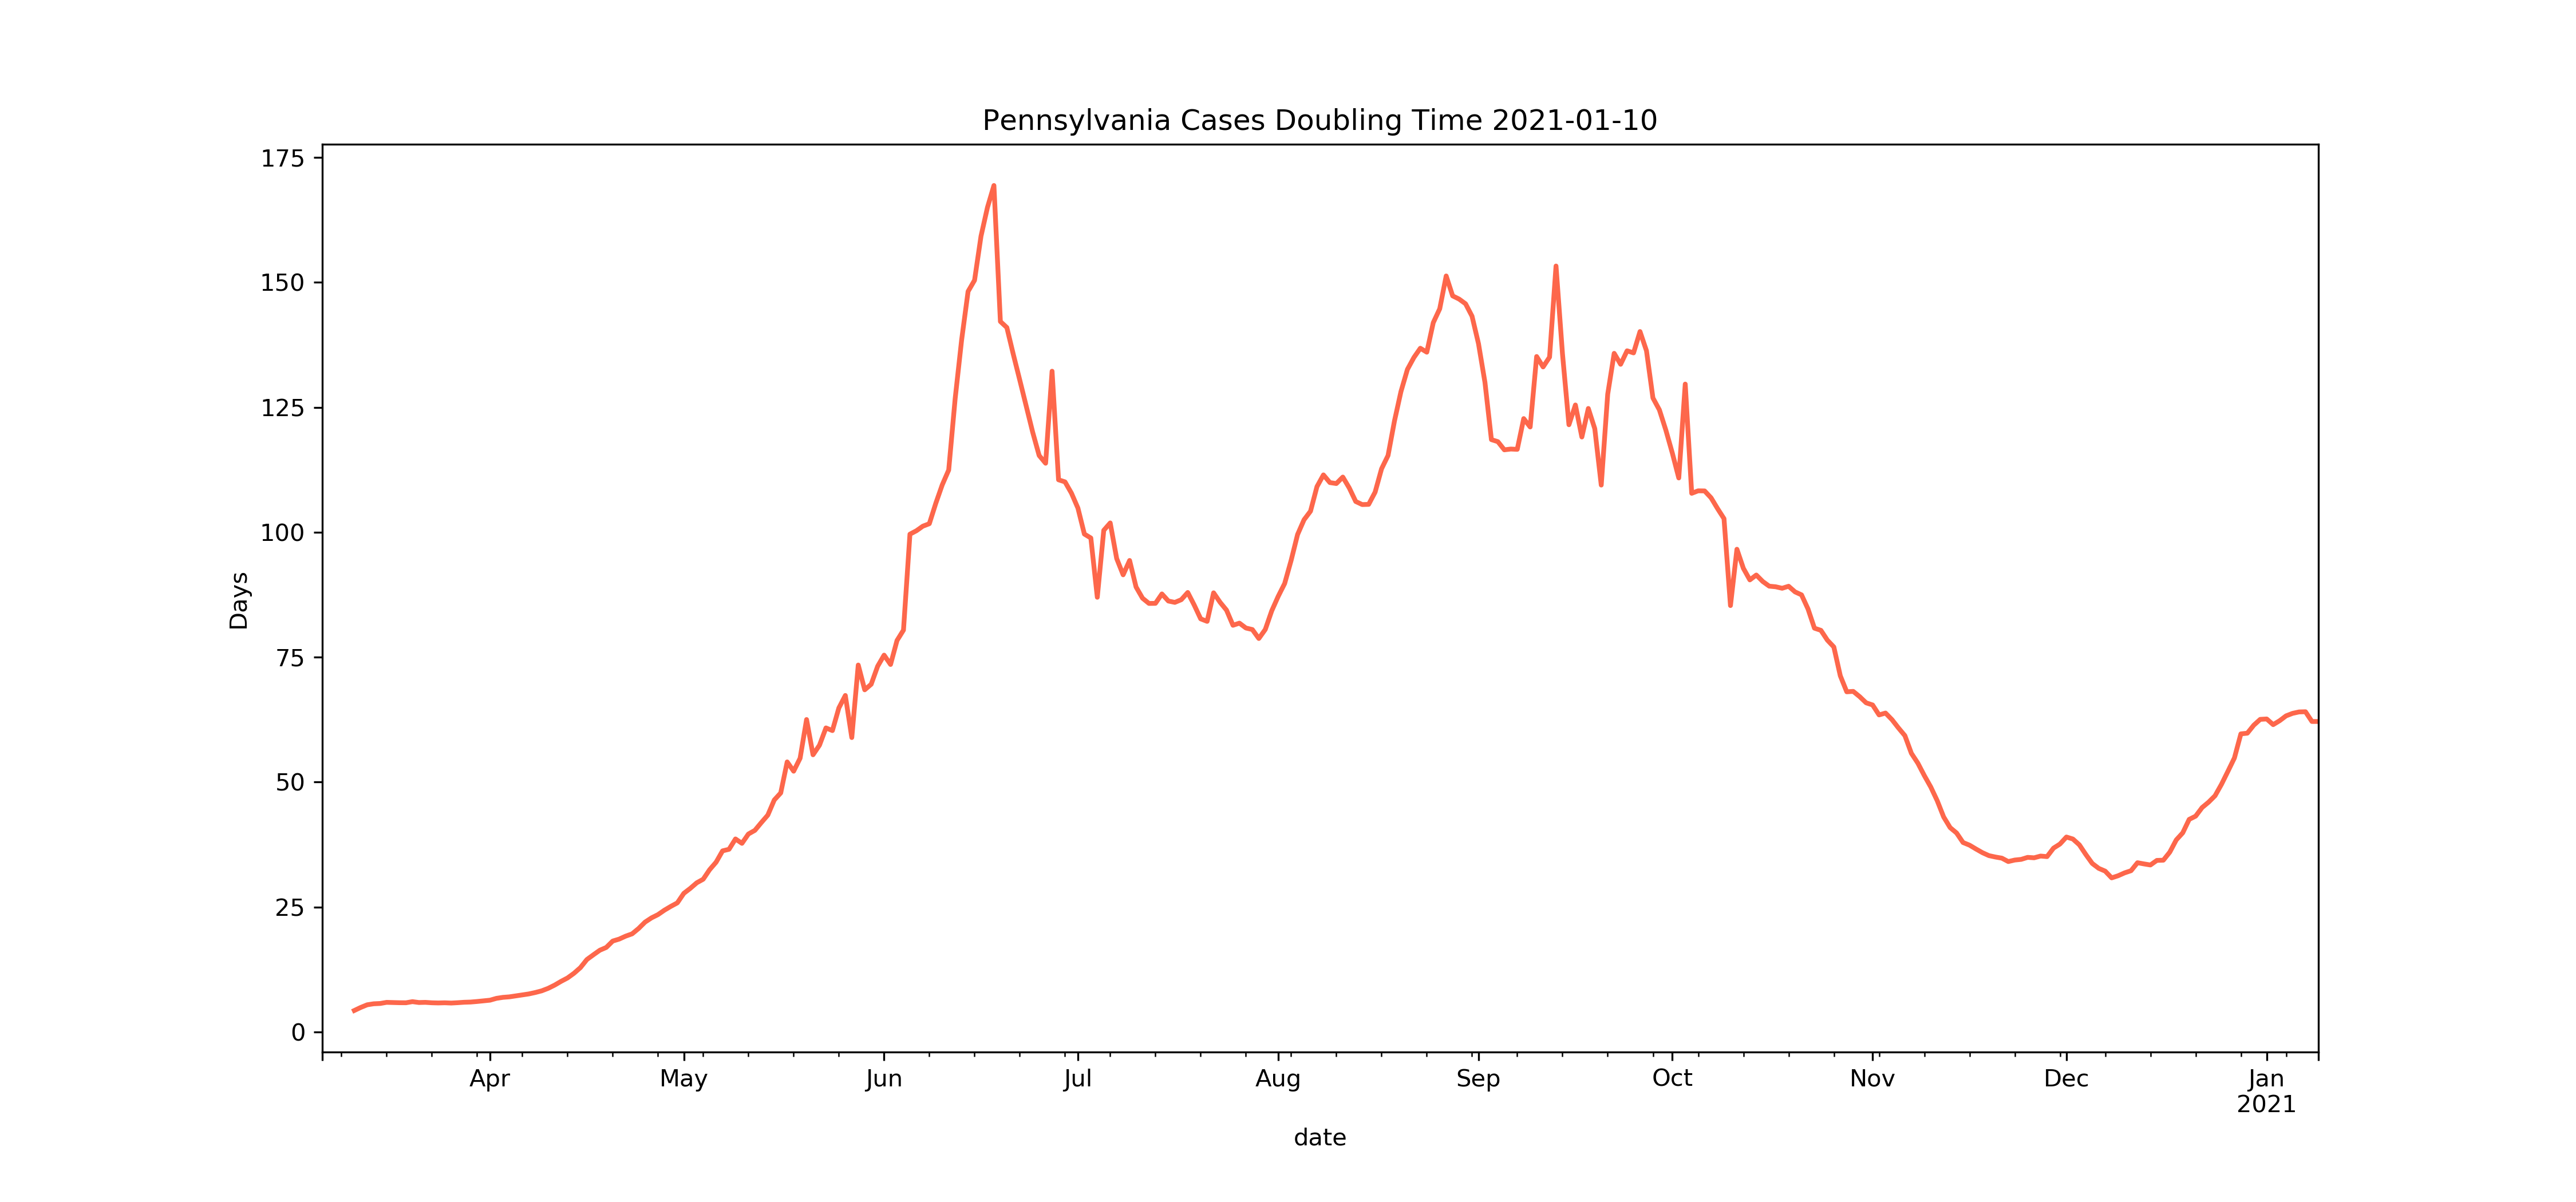 Pennsylvania Cases Doubling Time 2021-01-10
175
150
125
100
75
50
25
0
Days
Apr May Jun Jul Aug Sep Oct Nov Dec Jan
2021
date